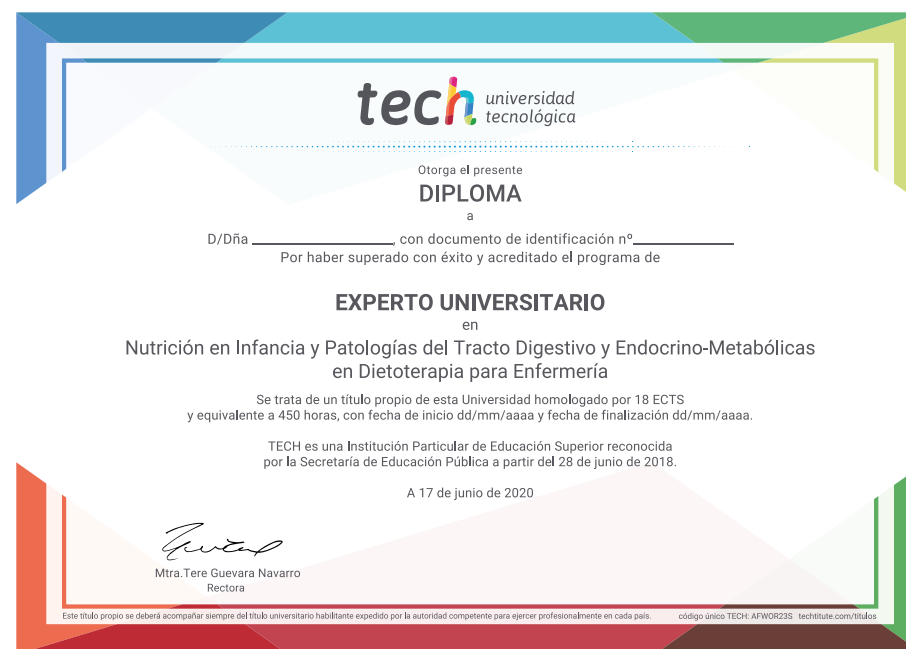 tech universidad
tecnológica
Otorga el presente
DIPLOMA
a
D/Dña ____________________, con documento de identificación nº______________
Por haber superado con éxito y acreditado el programa de
EXPERTO UNIVERSITARIO
en
Nutrición en Infancia y Patologías del Tracto Digestivo y Endocrino-Metabólicas
en Dietoterapia para Enfermería
Se trata de un título propio de esta Universidad homologado por 18 ECTS
y equivalente a 450 horas, con fecha de inicio dd/mm/aaaa y fecha de finalización dd/mm/aaaa.
TECH es una Institución Particular de Educación Superior reconocida
por la Secretaría de Educación Pública a partir del 28 de junio de 2018.
A 17 de junio de 2020
Mtra.Tere Guevara Navarro
Rectora
Este título propio se deberá acompañar siempre del título universitario habilitante expedido por la autoridad competente para ejercer profesionalmente en cada país. código único TECH: AFWOR23S techtitute.com/titulos